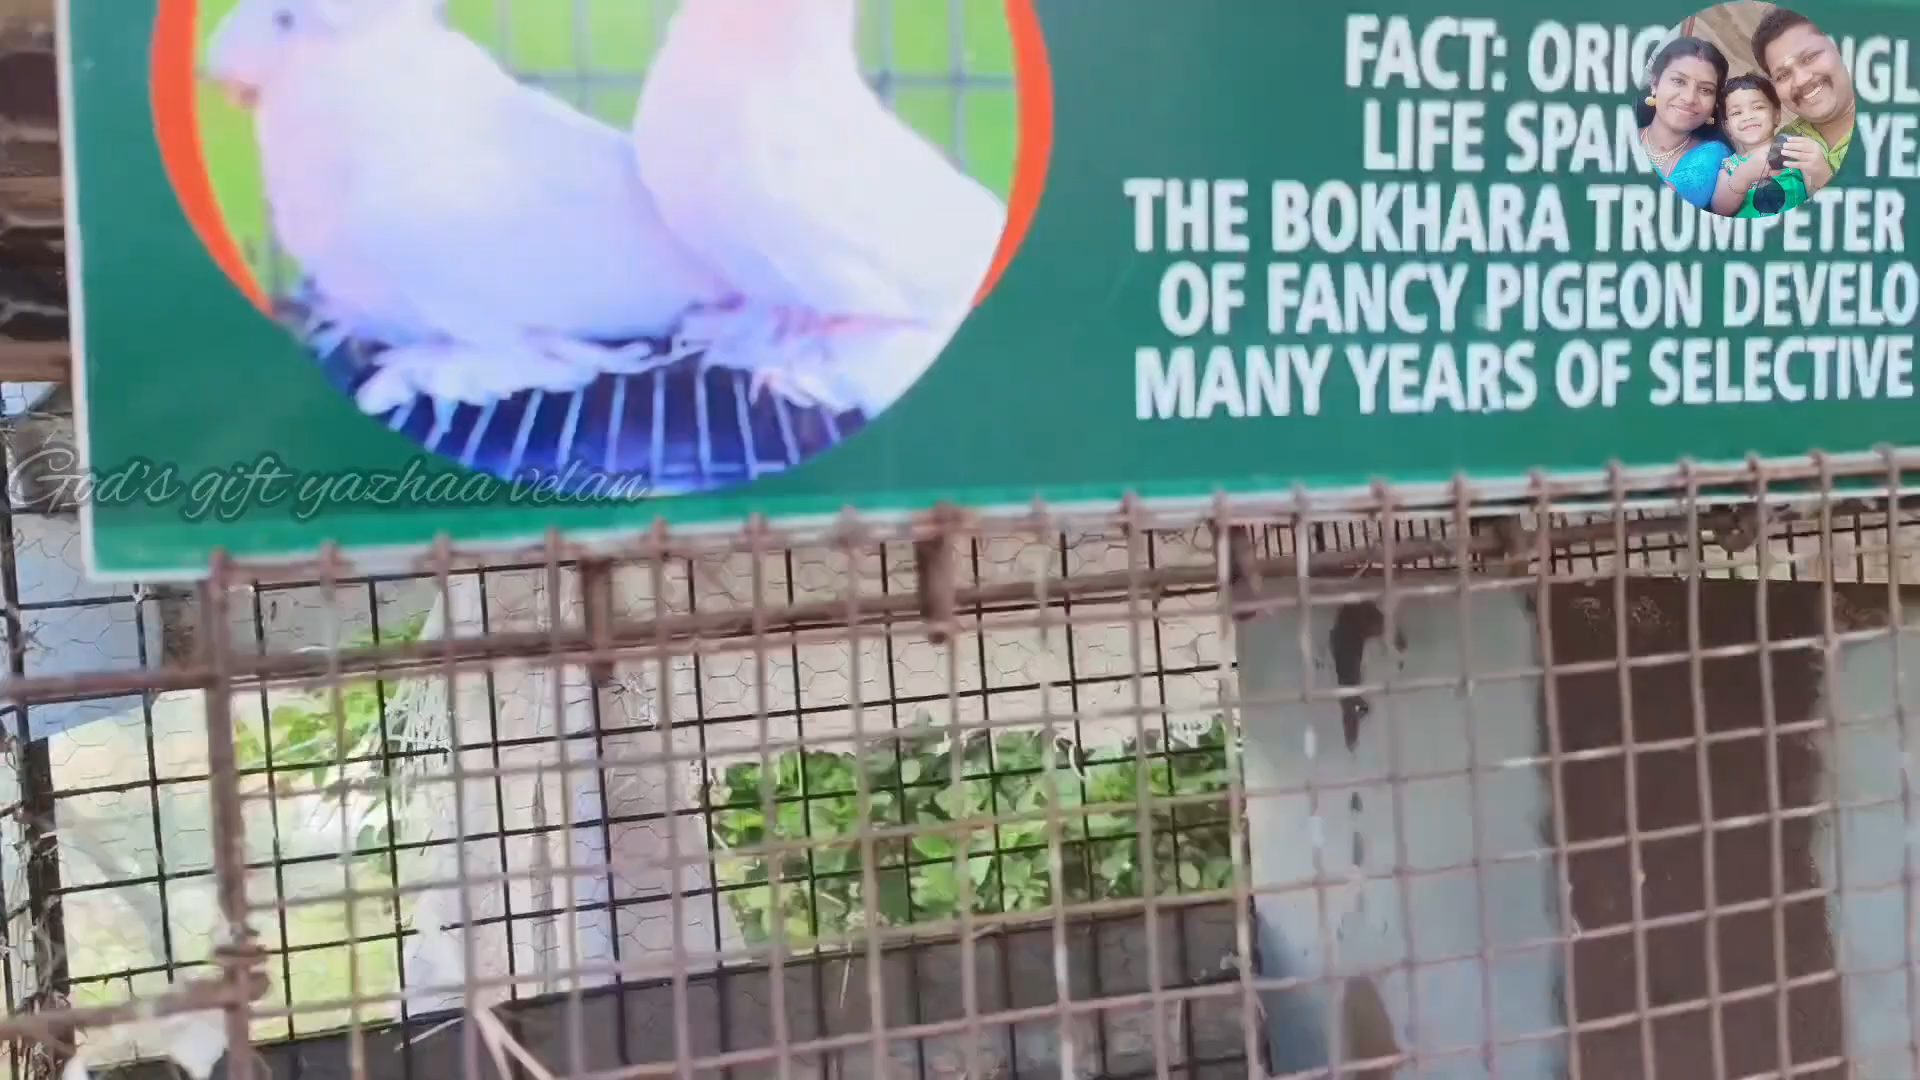 FACT: ORIG
LIFE SPAN YE
THE BOKHARA TRUMPETER
OF FANCY PIGEON DEVELO
MANY YEARS OF SELECTIVE
God's gift yazhaa velan